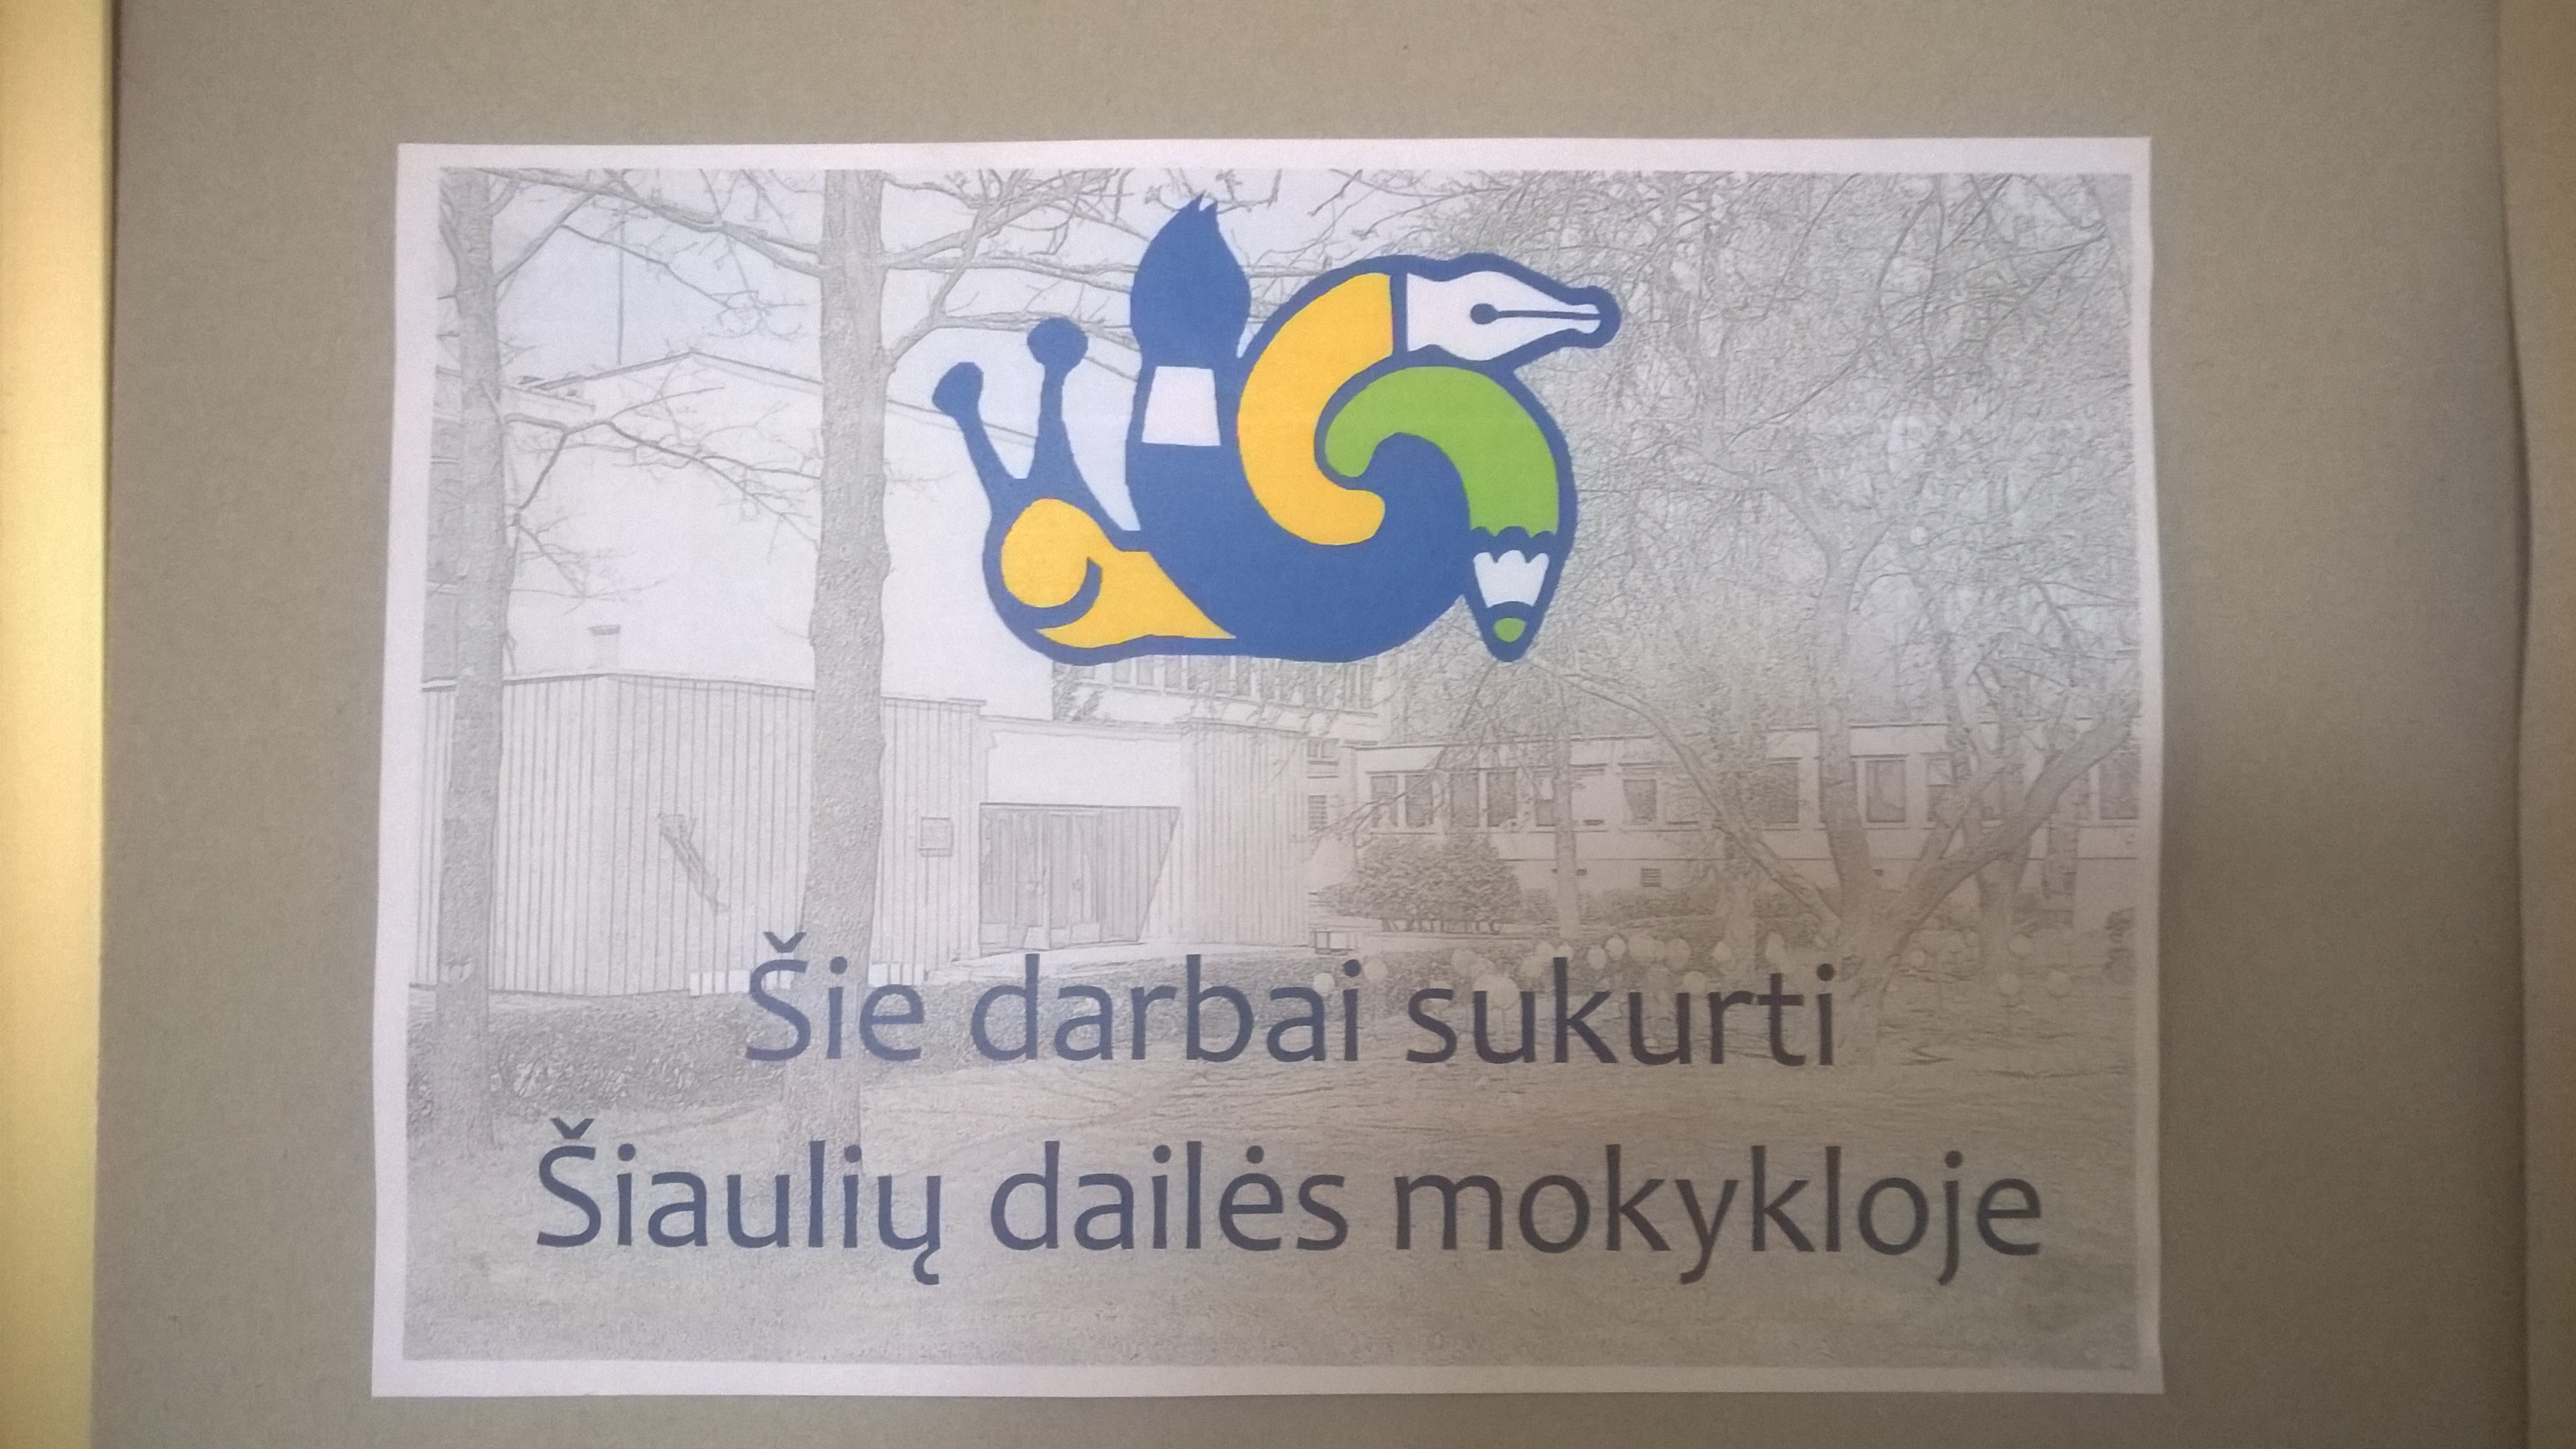 Šie darbai sukurti
Šiaulių dailės mokykloje